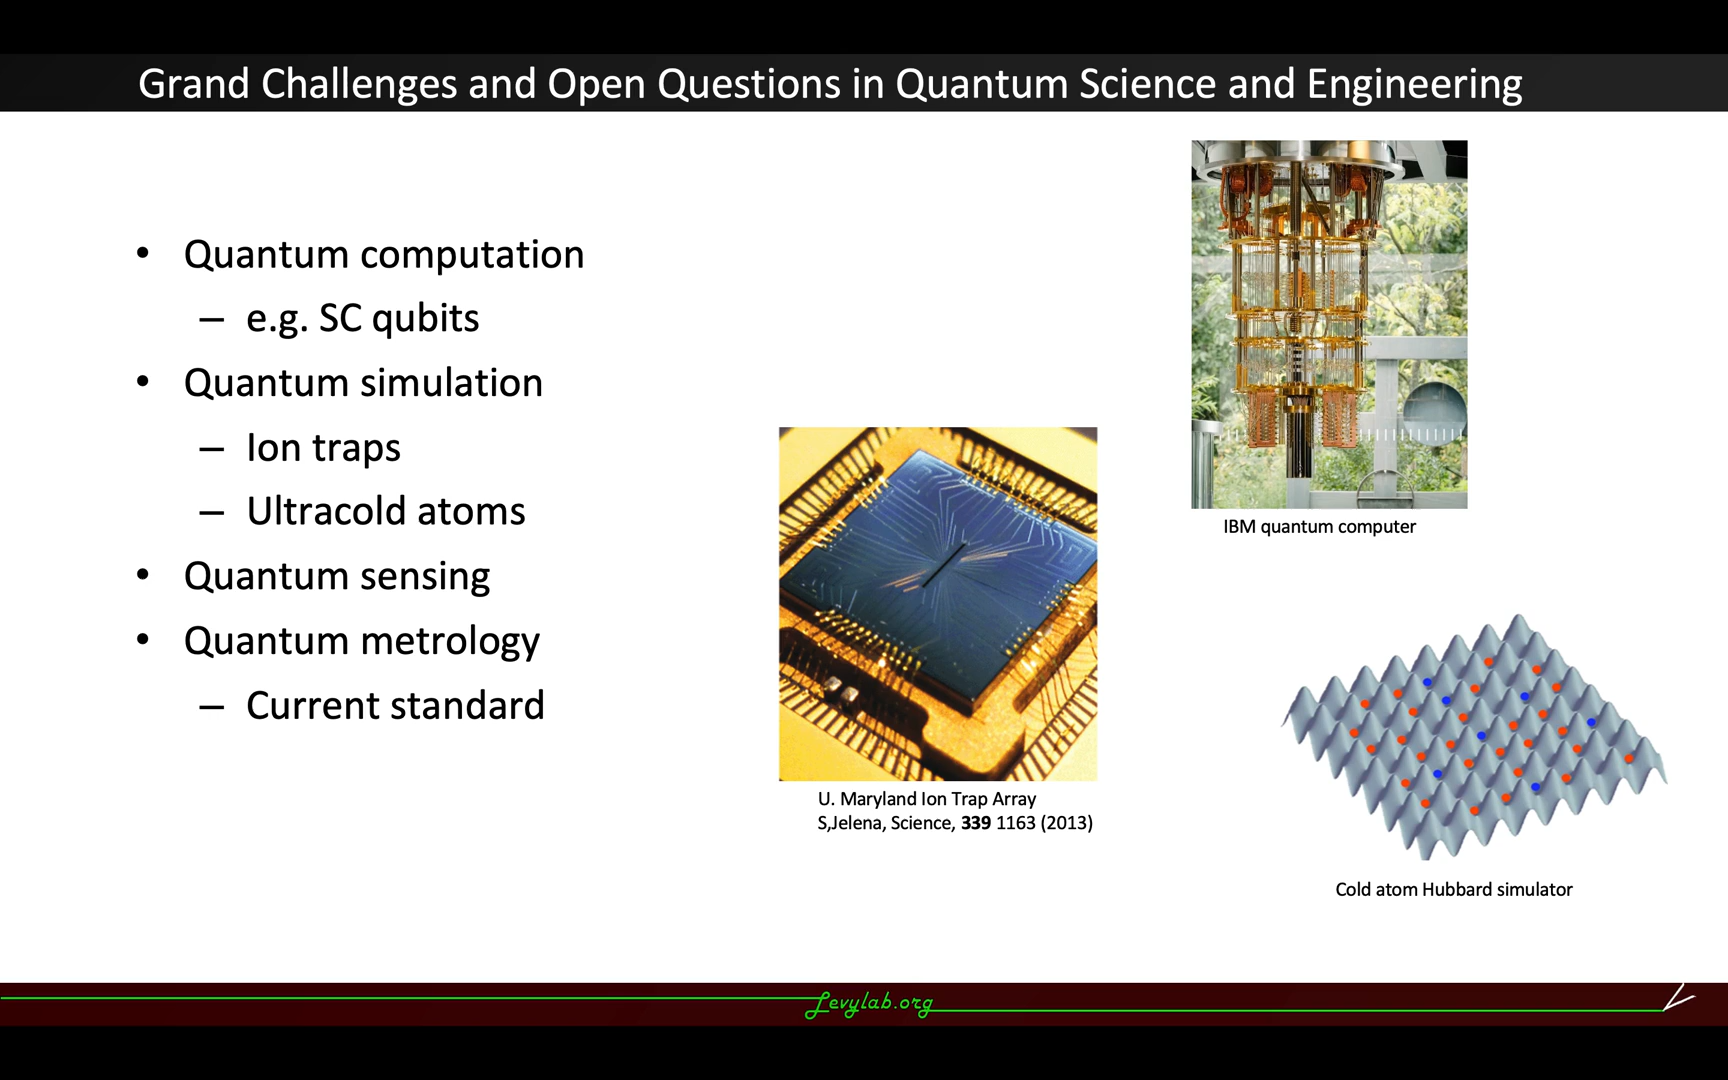 Grand Challenges and Open Questions in Quantum Science and Engineering
• Quantum computation
– e.g. SC qubits
• Quantum simulation
– Ion traps
– Ultracold atoms
• Quantum sensing
• Quantum metrology
– Current standard
IBM quantum computer
U. Maryland Ion Trap Array
S,Jelena, Science, 339 1163 (2013)
Cold atom Hubbard simulator
Levylab.org